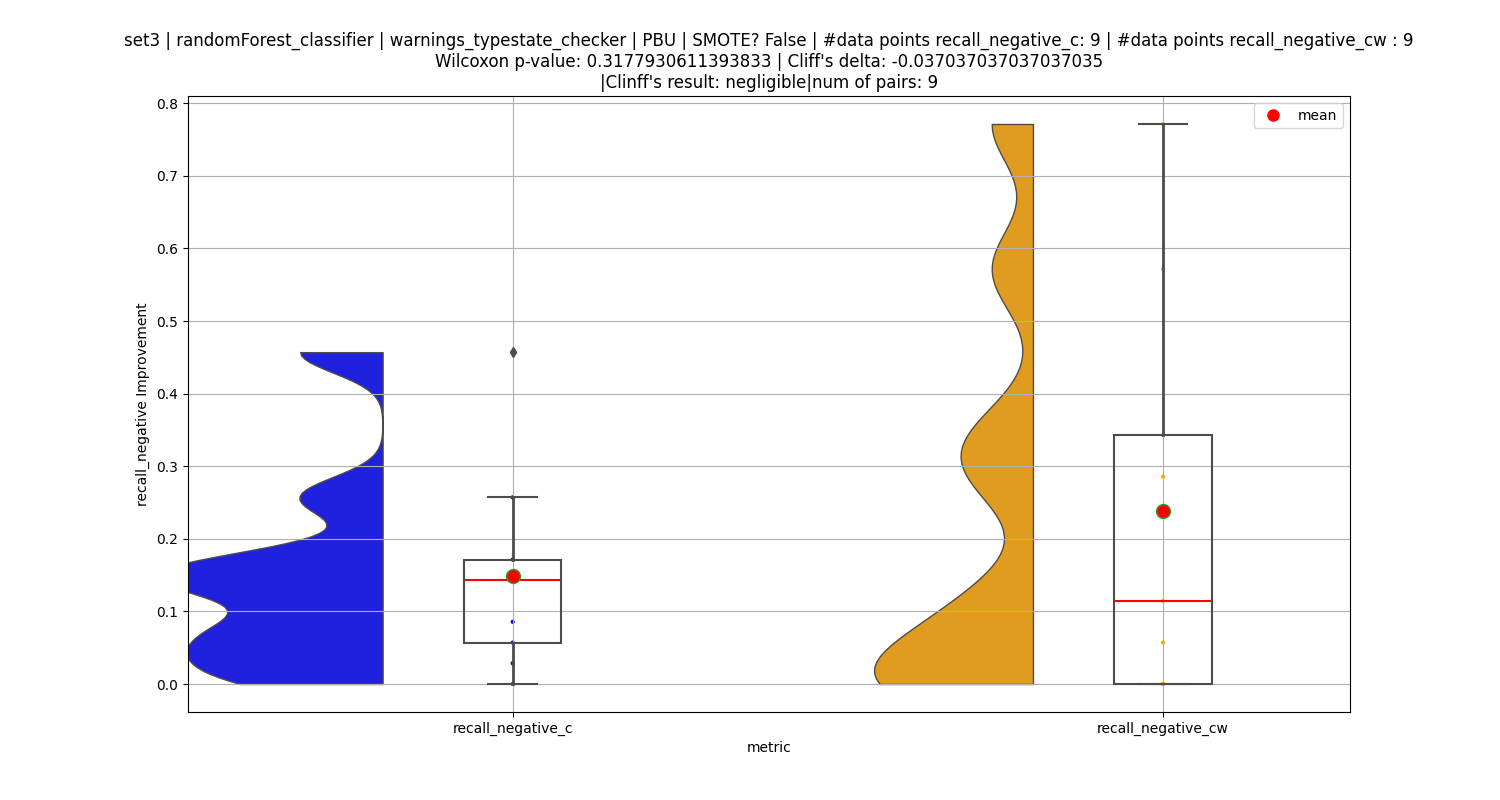 set3 | randomForest_classifier | warnings_typestate_checker | PBU | SMOTE? False | #data points recall_negative_c: 9 | #data points recall_negative_cw : 9
Wilcoxon p-value: 0.3177930611393833 | Cliff's delta: -0.037037037037037035
|Clinff's result: negligible|num of pairs: 9
mean
0.8
0.7
0.6
0.5
0.4
0.3
0.2
0.1
0.0
recall_negative Improvement
recall_negative_c
recall_negative_cw
metric